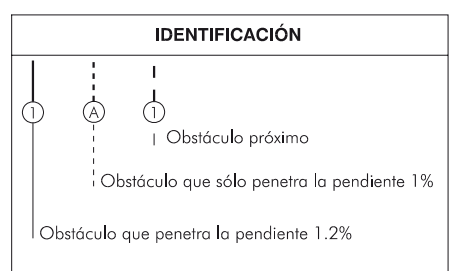 IDENTIFICACIÓN
1 A 1
Obstáculo próximo
Obstáculo que sólo penetra la pendiente 1%
Obstáculo que penetra la pendiente 1.2%